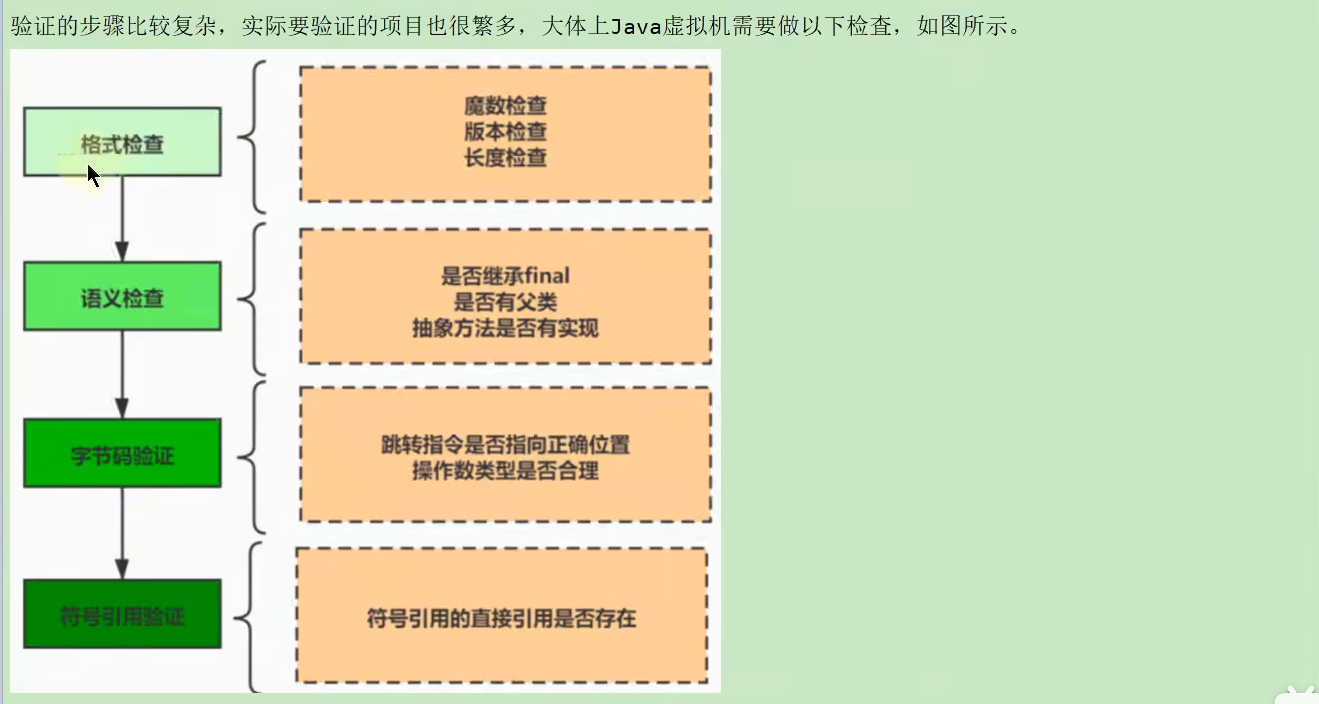 验证的步骤比较复杂，实际要验证的项目也很繁多，大体上Java虚拟机需要做以下检查，如图所示。
格式检查
魔数检查
版本检查
长度检查
语义检查
是否继承final
是否有父类
抽象方法是否有实现
字节码验证
跳转指令是否指向正确位置
操作数类型是否合理
符号引用验证
符号引用的直接引用是否存在